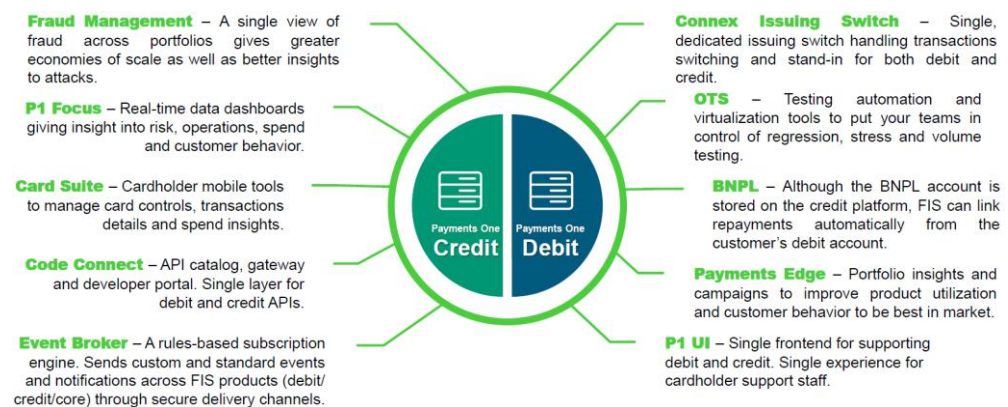 Fraud Management – A single view of
fraud across portfolios gives greater
economies of scale as well as better insights
to attacks.
P1 Focus – Real-time data dashboards
giving insight into risk, operations, spend
and customer behavior.
Card Suite – Cardholder mobile tools
to manage card controls, transactions
details and spend insights.
Code Connect – API catalog, gateway
and developer portal. Single layer for
debit and credit APIs.
Event Broker – A rules-based subscription
engine. Sends custom and standard events
and notifications across FIS products (debit/
credit/core) through secure delivery channels.
Payments One
Credit
Payments One
Debit
Connex Issuing Switch – Single,
dedicated issuing switch handling transactions
switching and stand-in for both debit and
credit.
OTS – Testing automation and
virtualization tools to put your teams in
control of regression, stress and volume
testing.
BNPL – Although the BNPL account is
stored on the credit platform, FIS can link
repayments automatically from the
customer's debit account.
Payments Edge – Portfolio insights and
campaigns to improve product utilization
and customer behavior to be best in market.
P1 UI – Single frontend for supporting
debit and credit. Single experience for
cardholder support staff.